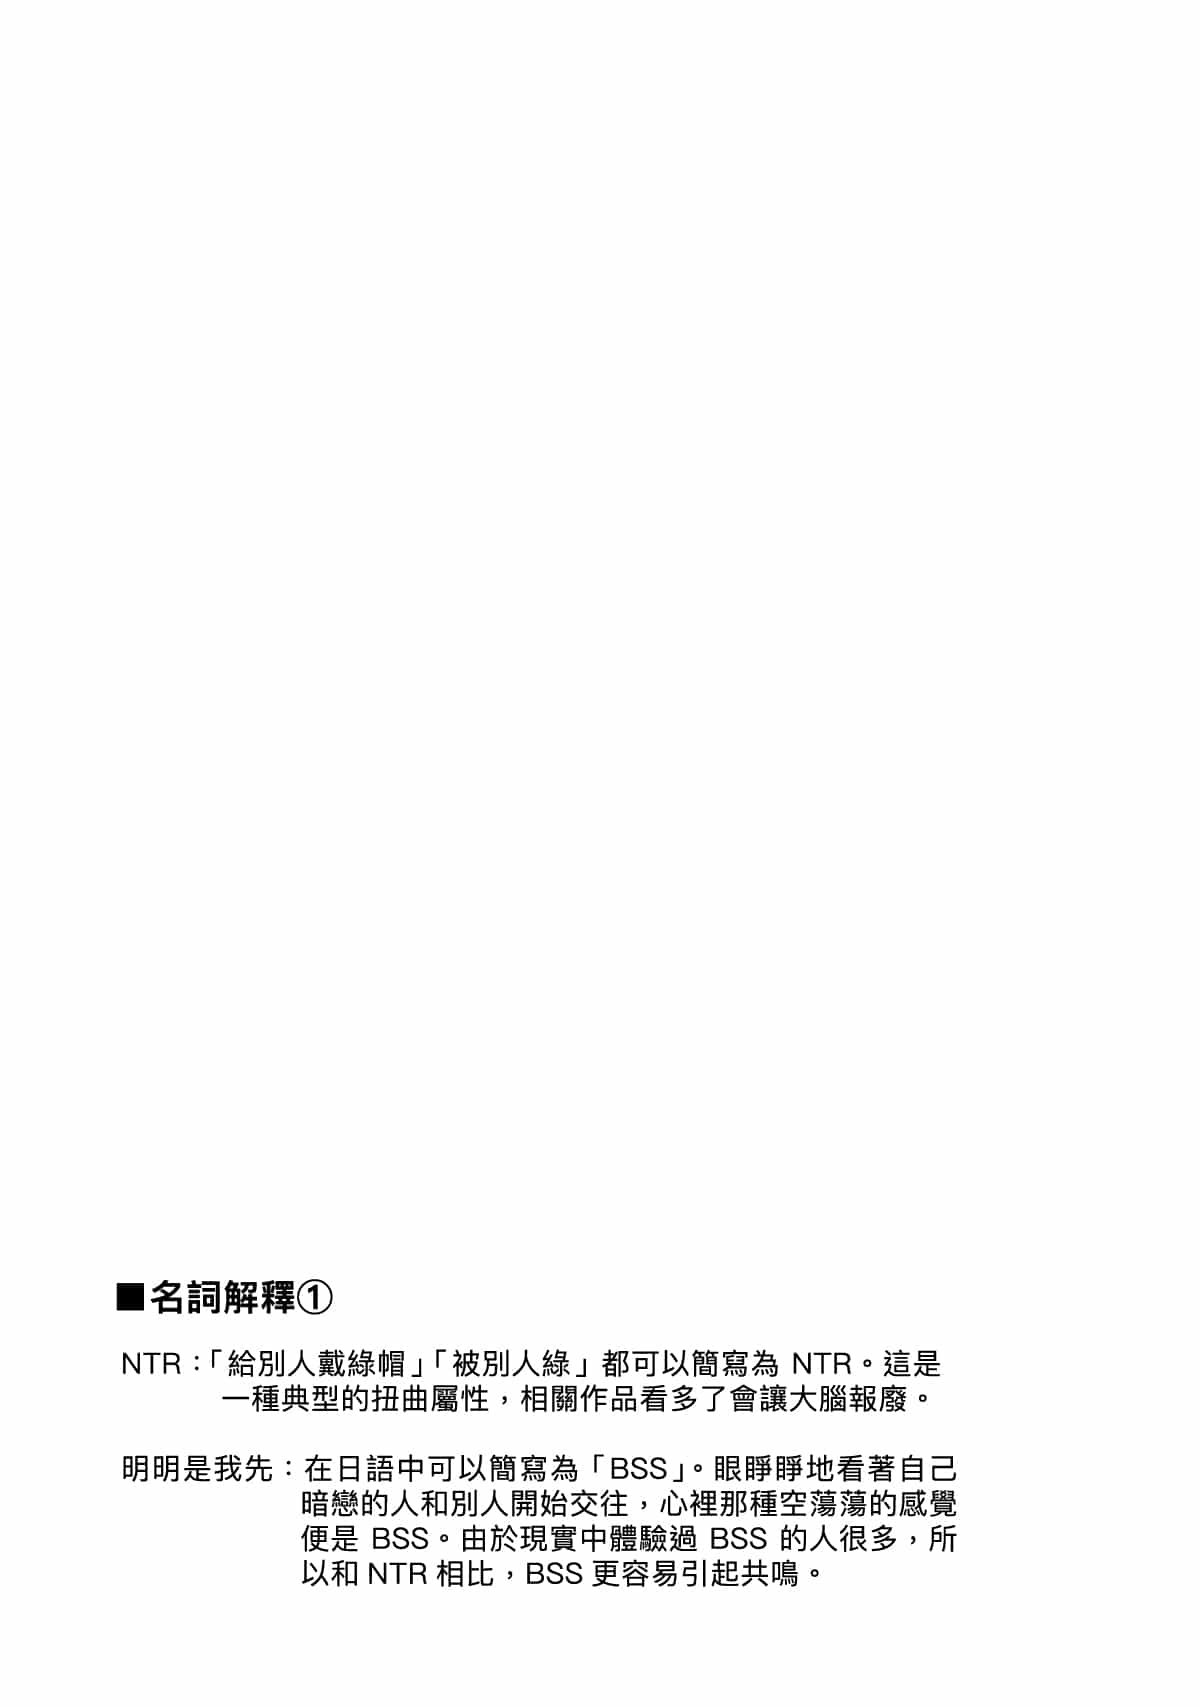 ■名詞解釋①
NTR：「給別人戴綠帽」「被別人綠」都可以簡寫為 NTR。這是
一種典型的扭曲屬性，相關作品看多了會讓大腦報廢。
明明是我先：在日語中可以簡寫為「BSS」。眼睜睜地看著自己
暗戀的人和別人開始交往，心裡那種空蕩蕩的感覺
便是 BSS。由於現實中體驗過 BSS 的人很多，所
以和 NTR 相比，BSS 更容易引起共鳴。